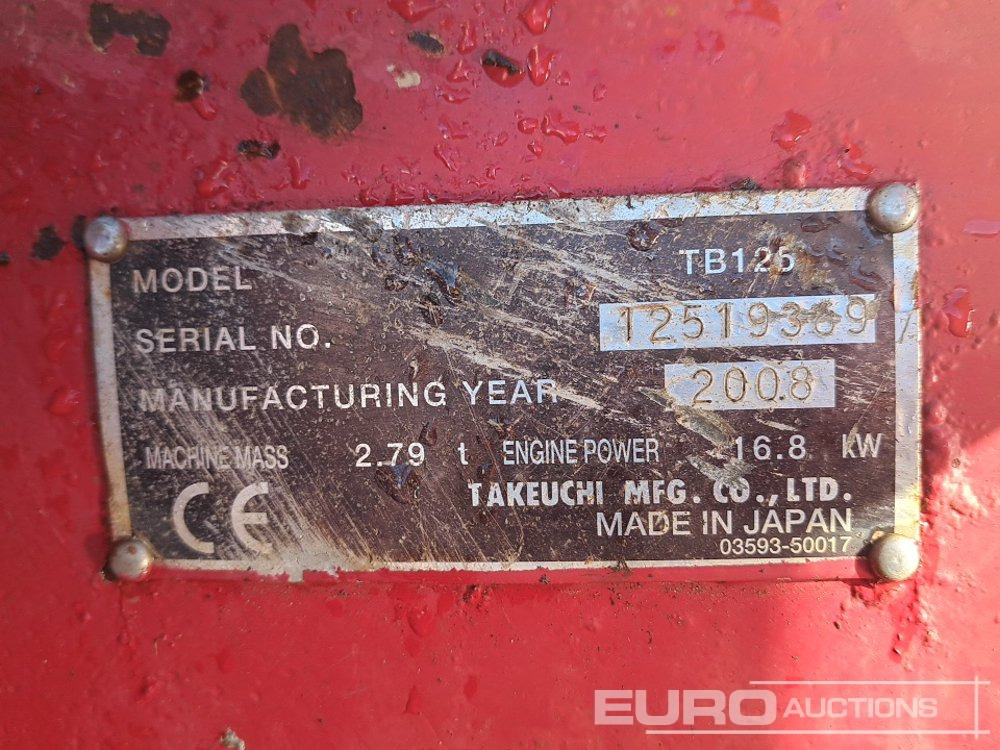 MODEL TB125
SERIAL NO. 12519369
MANUFACTURING YEAR 2008
MACHINE MASS 2.79 t ENGINE POWER 16.8 kW
TAKEUCHI MFG. CO., LTD.
MADE IN JAPAN
03593-50017
CE
EURO AUCTIONS